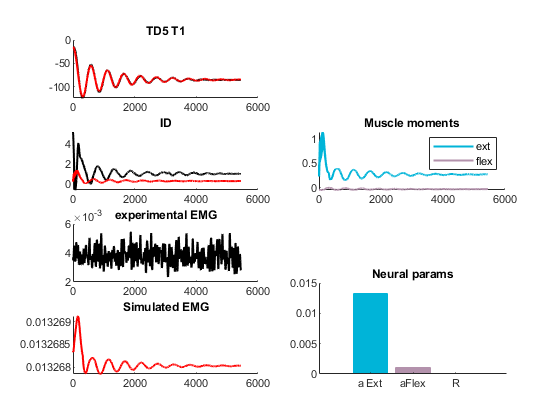 TD5 T1
0
-50
-100
0 2000 4000 6000
ID
4
2
0
0 2000 4000 6000
×10⁻³ experimental EMG
6
4
2
0 2000 4000 6000
Simulated EMG
0.013269
0.0132685
0.013268
0 2000 4000 6000
Muscle moments
1
0.5
0
0 2000 4000 6000
ext
flex
Neural params
0.015
0.01
0.005
0
a Ext aFlex R